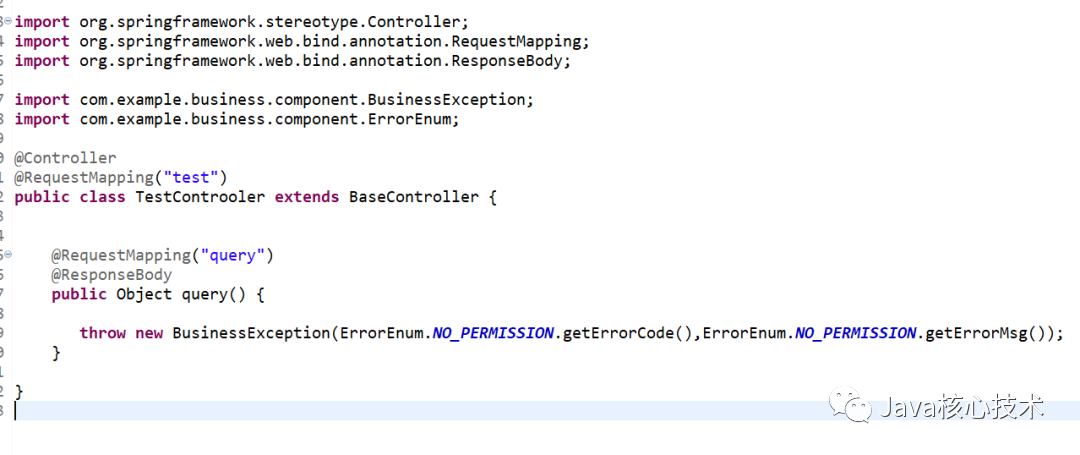 import org.springframework.stereotype.Controller;
import org.springframework.web.bind.annotation.RequestMapping;
import org.springframework.web.bind.annotation.ResponseBody;
import com.example.business.component.BusinessException;
import com.example.business.component.ErrorEnum;
@Controller
@RequestMapping("test")
public class TestControoler extends BaseController {
@RequestMapping("query")
@ResponseBody
public Object query() {
throw new BusinessException(ErrorEnum.NO_PERMISSION.getErrorCode(),ErrorEnum.NO_PERMISSION.getErrorMsg());
}
}
Java核心技术